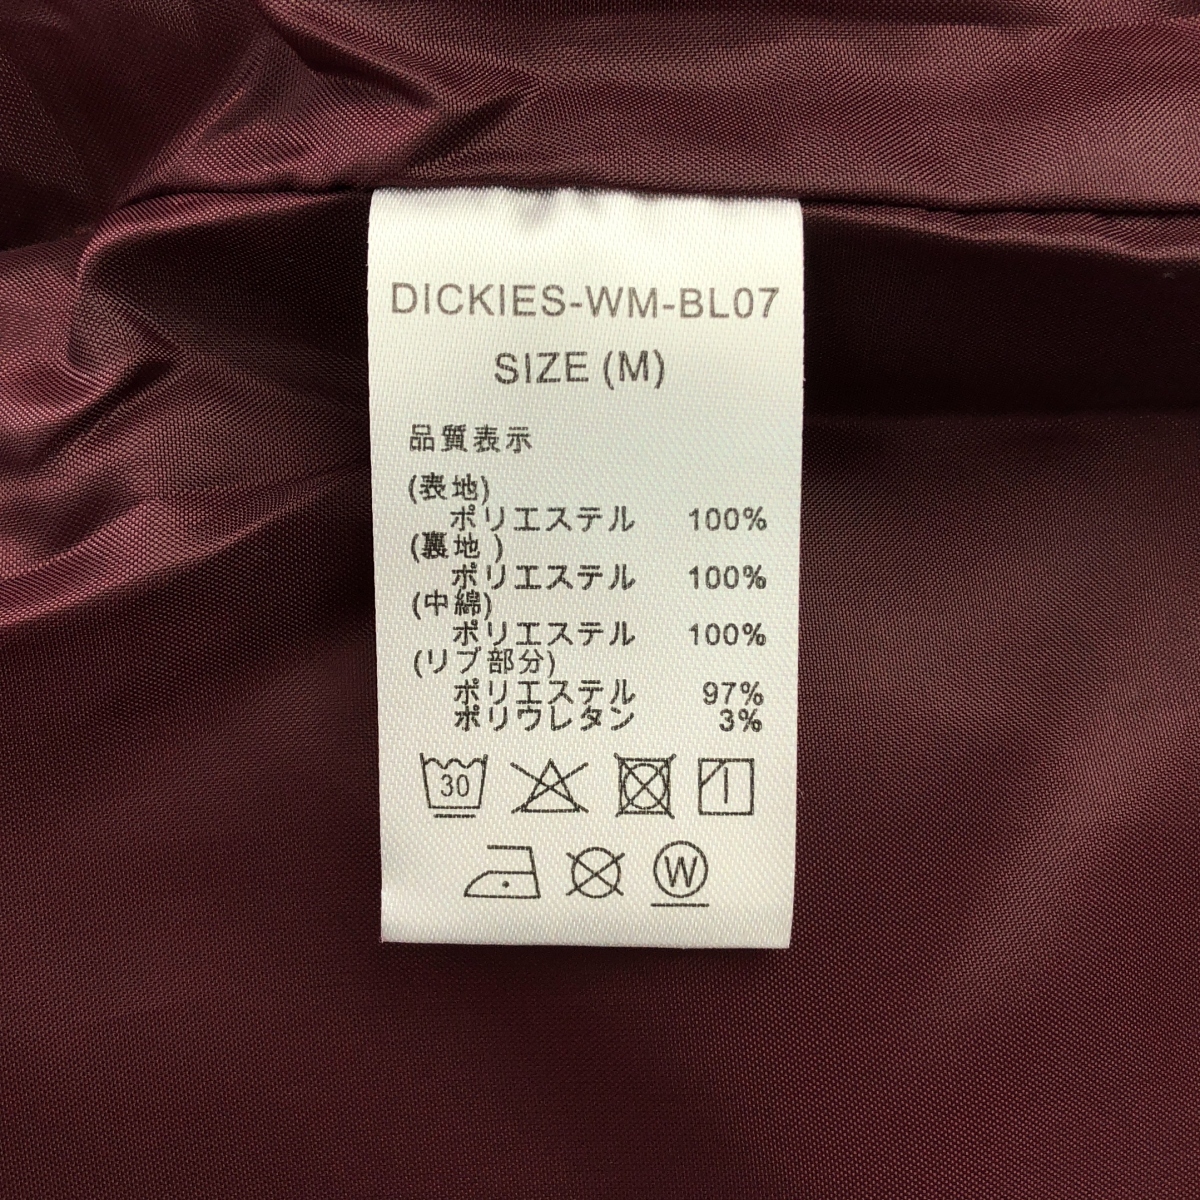 DICKIES-WM-BL07
SIZE (M)
品質表示
(表地)
ポリエステル 100%
(裏地 )
ポリエステル 100%
(中綿)
ポリエステル 100%
(リブ部分)
ポリエステル 97%
ポリウレタン 3%
30
W